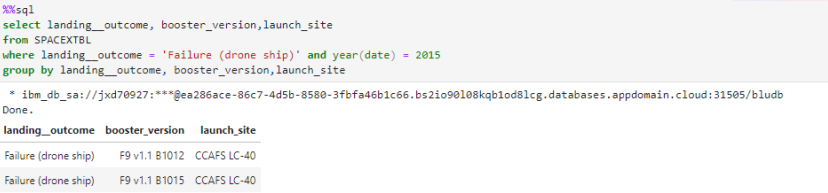 %%sql
select landing__outcome, booster_version,launch_site
from SPACEXTBL
where landing__outcome = 'Failure (drone ship)' and year(date) = 2015
group by landing__outcome, booster_version,launch_site
* ibm_db_sa://jxd70927:***@ea286ace-86c7-4d5b-8580-3fbfa46b1c66.bs2io90l08kqb1od8lcg.databases.appdomain.cloud:31505/bludb
Done.
landing__outcome booster_version launch_site
Failure (drone ship) F9 v1.1 B1012 CCAFS LC-40
Failure (drone ship) F9 v1.1 B1015 CCAFS LC-40